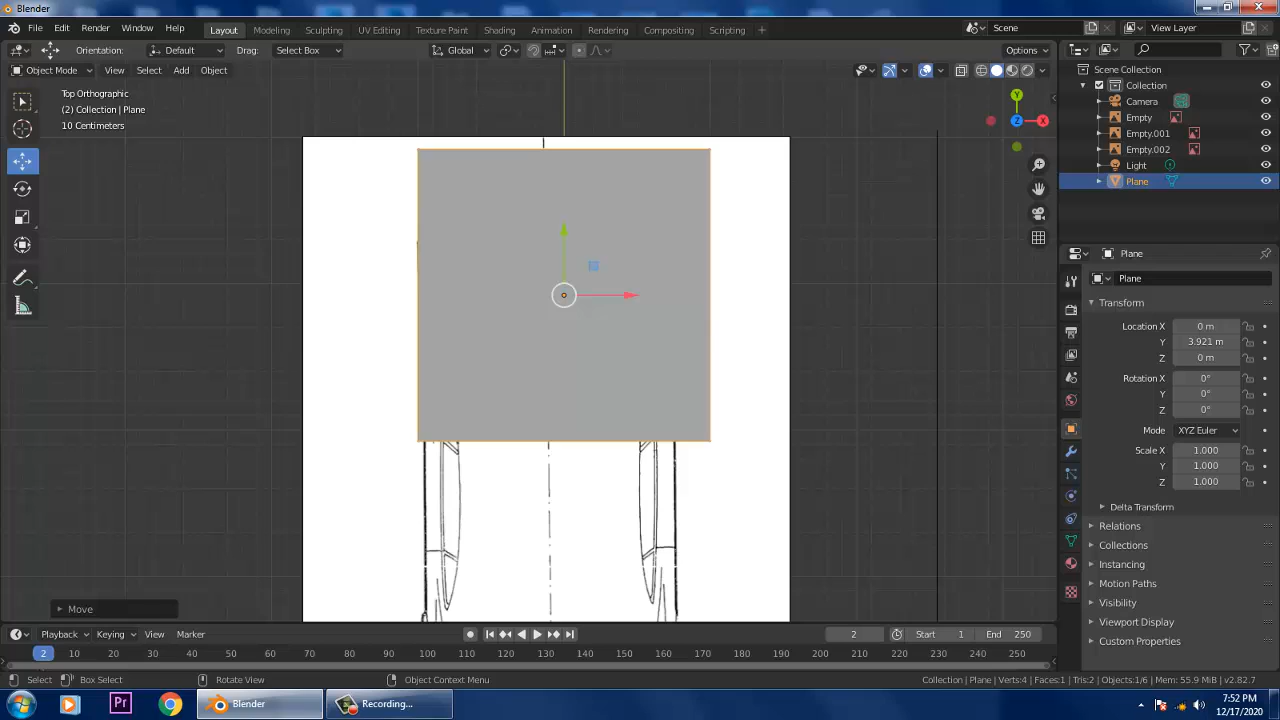 Blender
File Edit Render Window Help
Layout Modeling Sculpting UV Editing Texture Paint Shading Animation Rendering Compositing Scripting +
Scene View Layer
Orientation: Default Drag: Select Box Global Options
Object Mode View Select Add Object
Top Orthographic
(2) Collection | Plane
10 Centimeters
Y
Z X
Scene Collection
Collection
Camera
Empty
Empty.001
Empty.002
Light
Plane
Plane
Plane
Transform
Location X 0 m
Y 3.921 m
Z 0 m
Rotation X 0°
Y 0°
Z 0°
Mode XYZ Euler
Scale X 1.000
Y 1.000
Z 1.000
Delta Transform
Relations
Collections
Instancing
Motion Paths
Visibility
Viewport Display
Custom Properties
Move
Playback Keying View Marker 2 Start 1 End 250
2 10 20 30 40 50 60 70 80 90 100 110 120 130 140 150 160 170 180 190 200 210 220 230 240 250
Select Box Select Rotate View Object Context Menu
Collection | Plane | Verts:4 | Faces:1 | Tris:2 | Objects:1/6 | Mem: 55.9 MiB | v2.82.7
Pr Blender Recording... 7:52 PM
12/17/2020